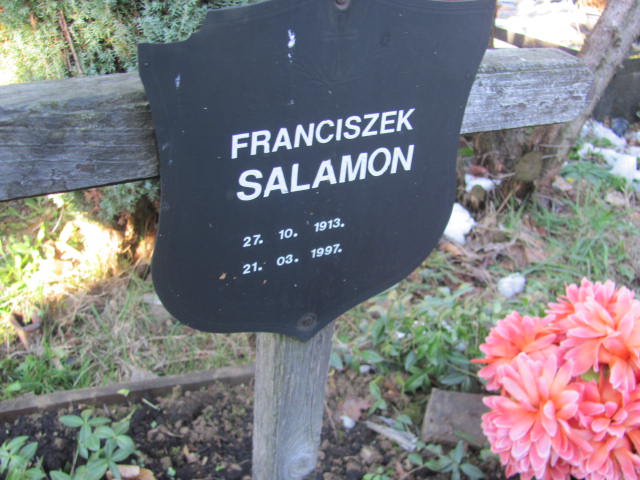 FRANCISZEK
SALAMON
27. 10. 1913.
21. 03. 1997.